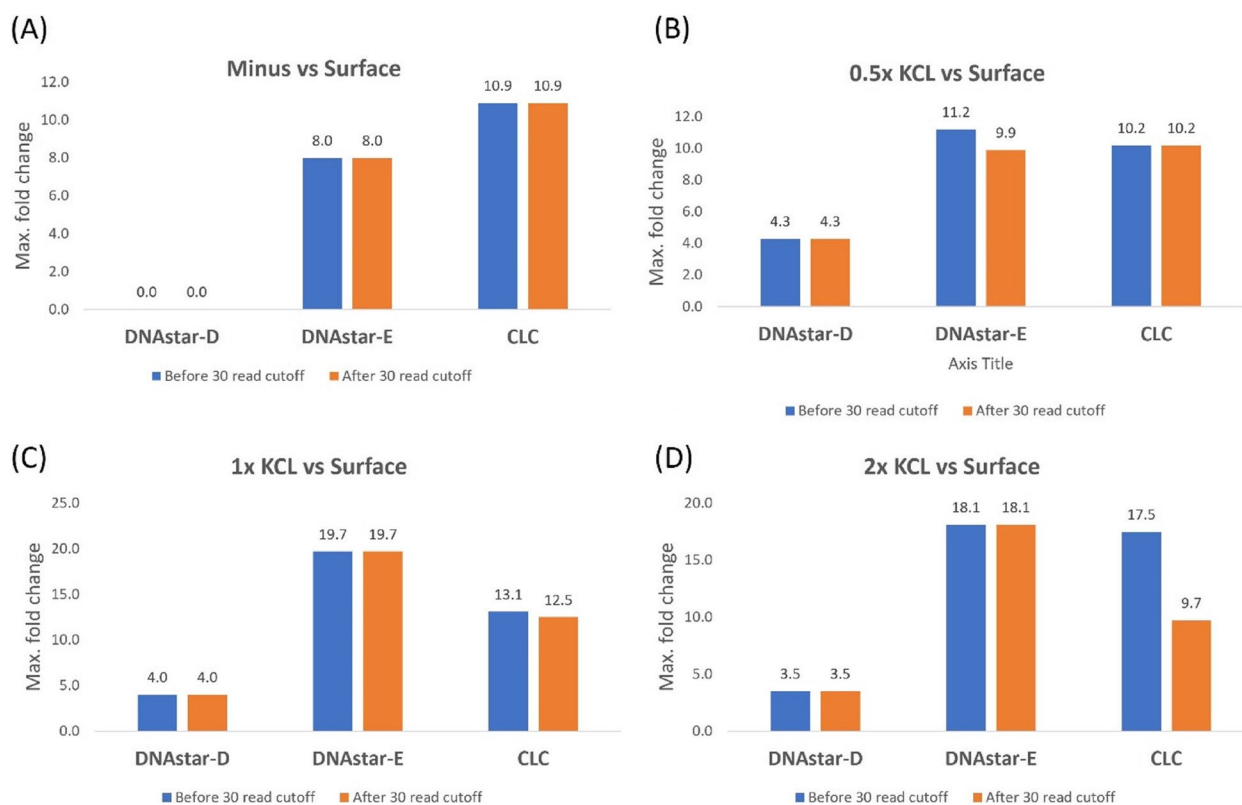 (A)
Minus vs Surface
Max. fold change
12.0
10.0
8.0
6.0
4.0
2.0
0.0
0.0 0.0
8.0 8.0
10.9 10.9
DNAstar-D DNAstar-E CLC
Before 30 read cutoff After 30 read cutoff
(B)
0.5x KCL vs Surface
Max. fold change
12.0
10.0
8.0
6.0
4.0
2.0
0.0
4.3 4.3
11.2 9.9
10.2 10.2
DNAstar-D DNAstar-E CLC
Axis Title
Before 30 read cutoff After 30 read cutoff
(C)
1x KCL vs Surface
Max. fold change
25.0
20.0
15.0
10.0
5.0
0.0
4.0 4.0
19.7 19.7
13.1 12.5
DNAstar-D DNAstar-E CLC
Before 30 read cutoff After 30 read cutoff
(D)
2x KCL vs Surface
Max. fold change
20.0
15.0
10.0
5.0
0.0
3.5 3.5
18.1 18.1
17.5 9.7
DNAstar-D DNAstar-E CLC
Before 30 read cutoff After 30 read cutoff